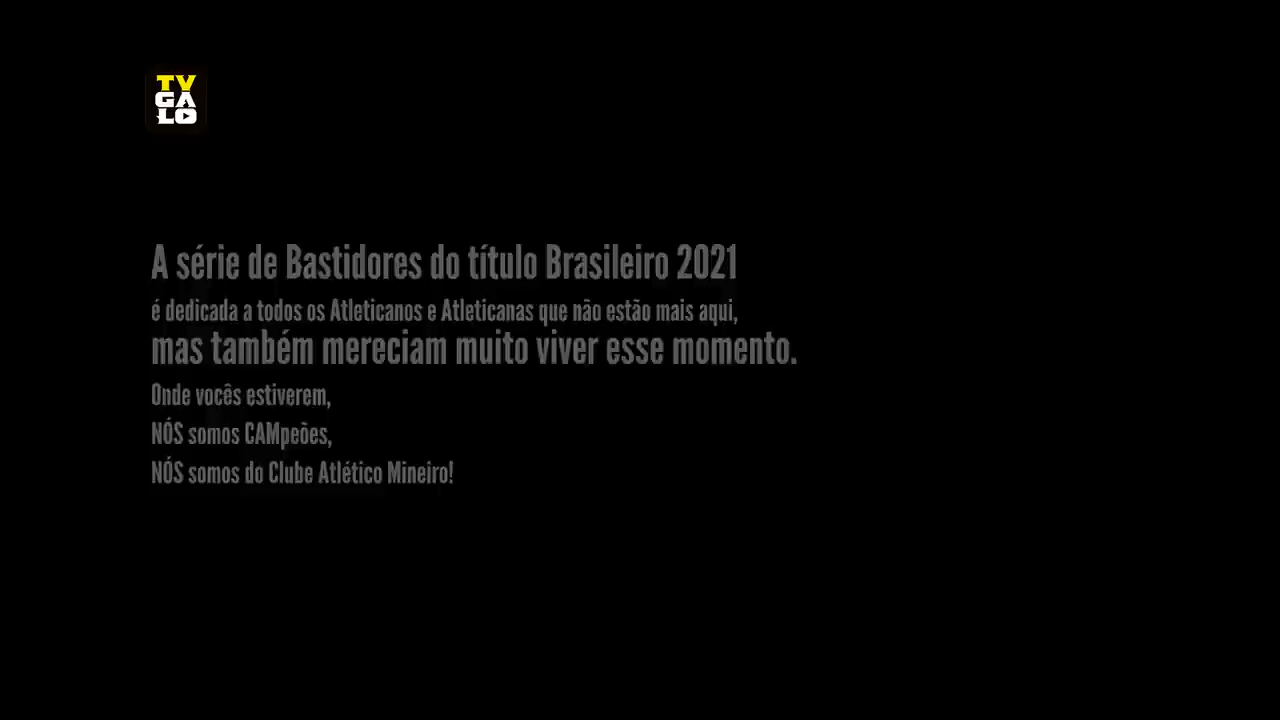 TV
GA
LO
A série de Bastidores do título Brasileiro 2021
é dedicada a todos os Atleticanos e Atleticanas que não estão mais aqui,
mas também mereciam muito viver esse momento.
Onde vocês estiverem,
NÓS somos CAMpeões,
NÓS somos do Clube Atlético Mineiro!